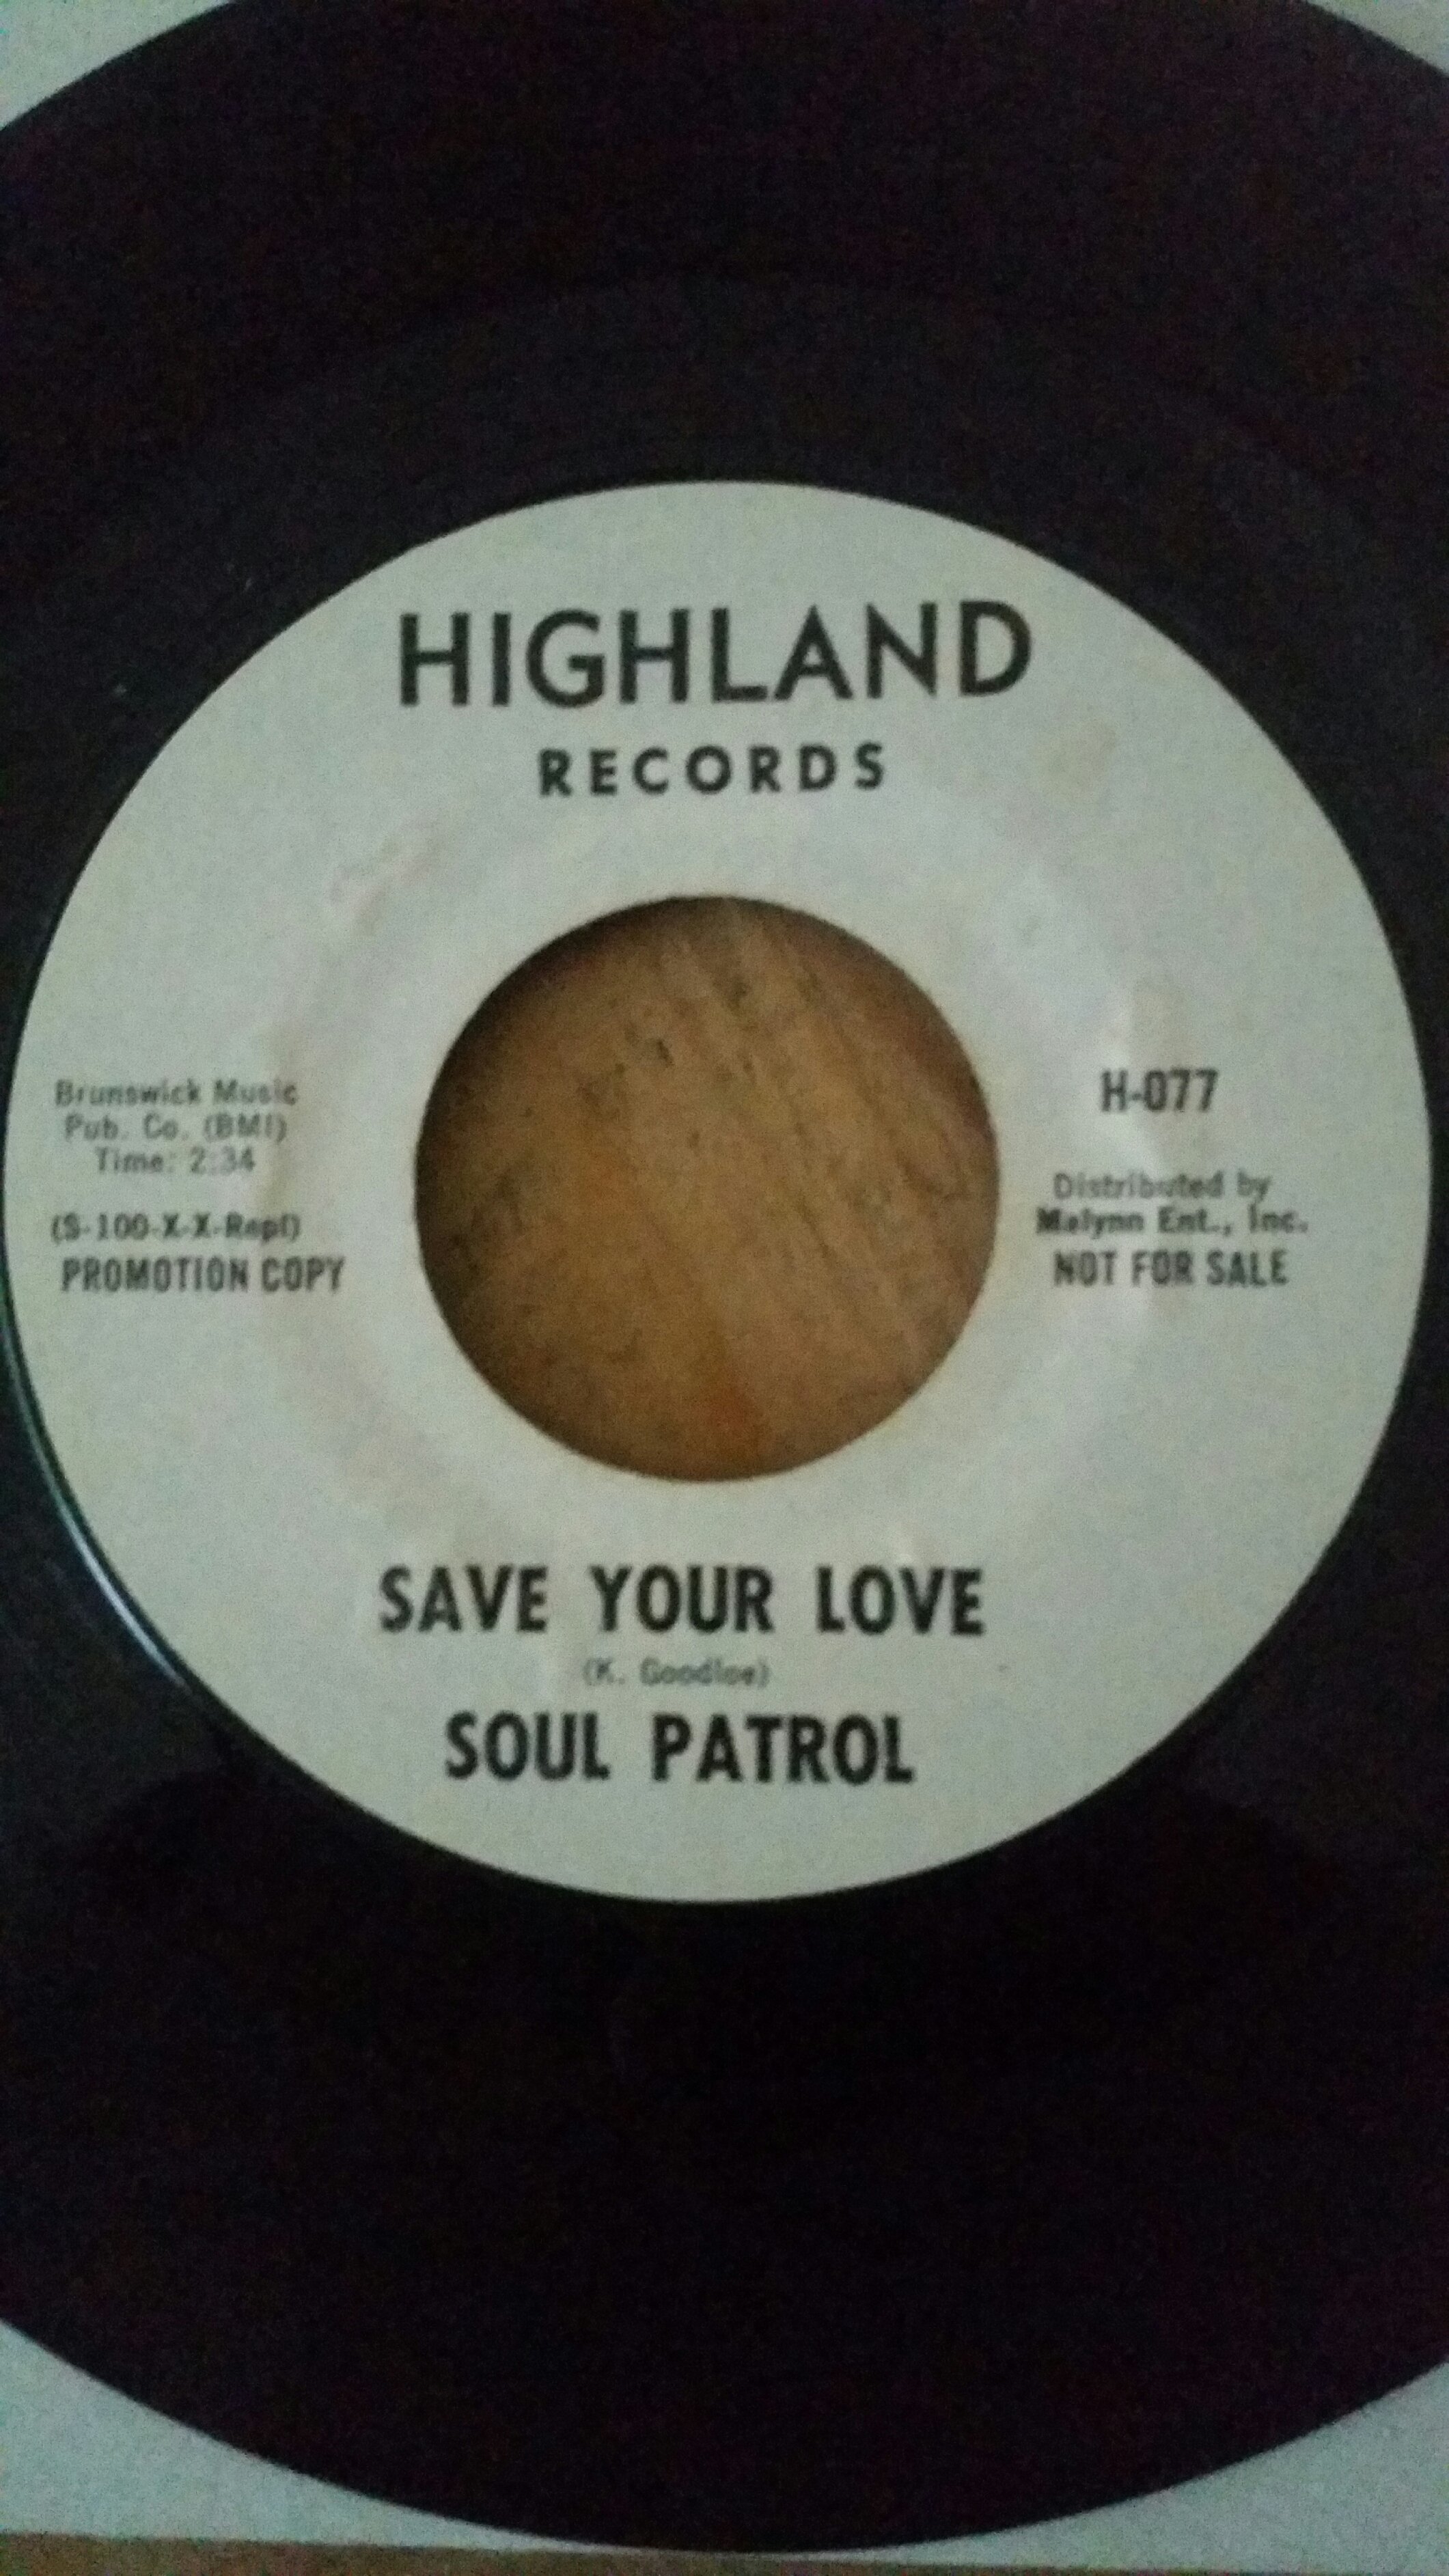 HIGHLAND
RECORDS
Brunswick Music
Pub. Co. (BMI)
Time: 2:34
(S-100-X-X-Repl)
PROMOTION COPY
H-077
Distributed by
Malynn Ent., Inc.
NOT FOR SALE
SAVE YOUR LOVE
(K. Goodloe)
SOUL PATROL